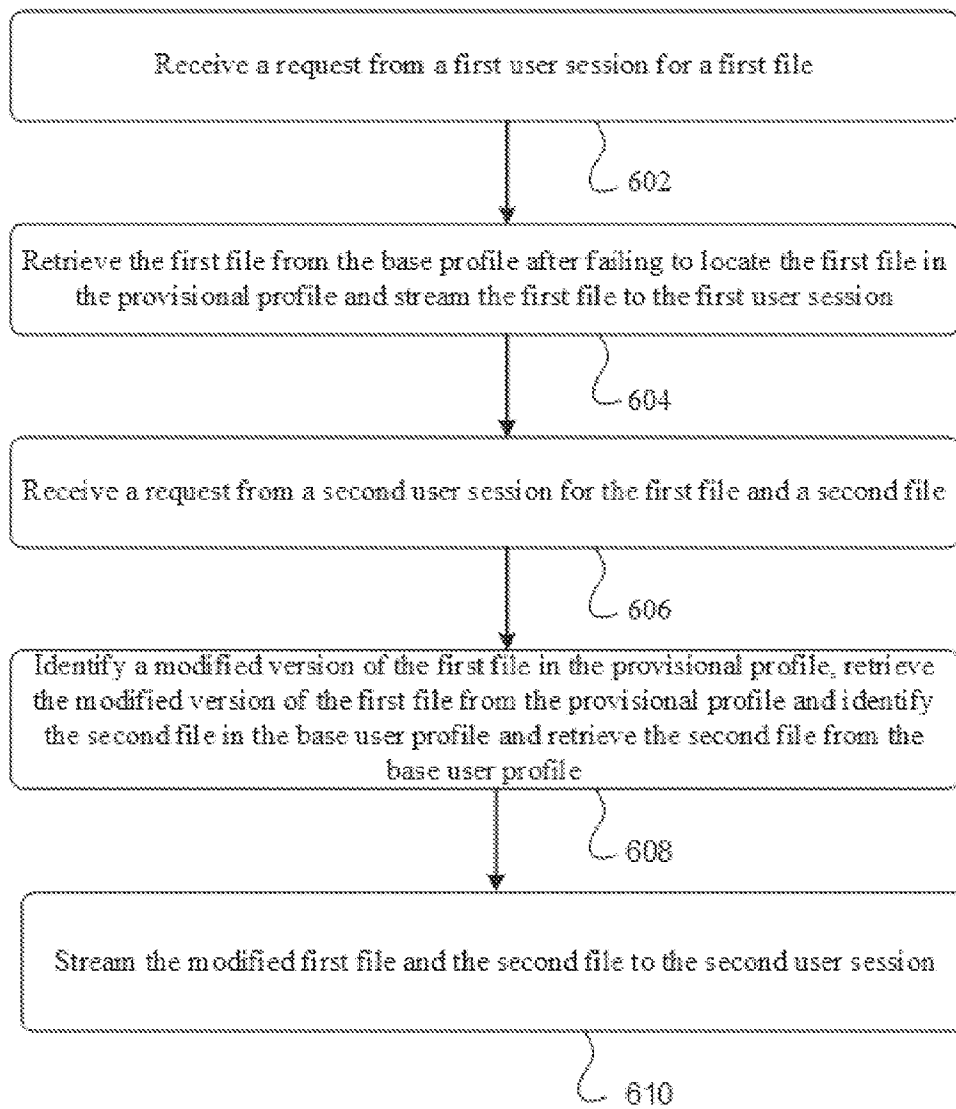 Receive a request from a first user session for a first file
602
Retrieve the first file from the base profile after failing to locate the first file in
the provisional profile and stream the first file to the first user session
604
Receive a request from a second user session for the first file and a second file
606
Identify a modified version of the first file in the provisional profile, retrieve
the modified version of the first file from the provisional profile and identify
the second file in the base user profile and retrieve the second file from the
base user profile
608
Stream the modified first file and the second file to the second user session
610